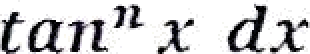 tanⁿ x dx